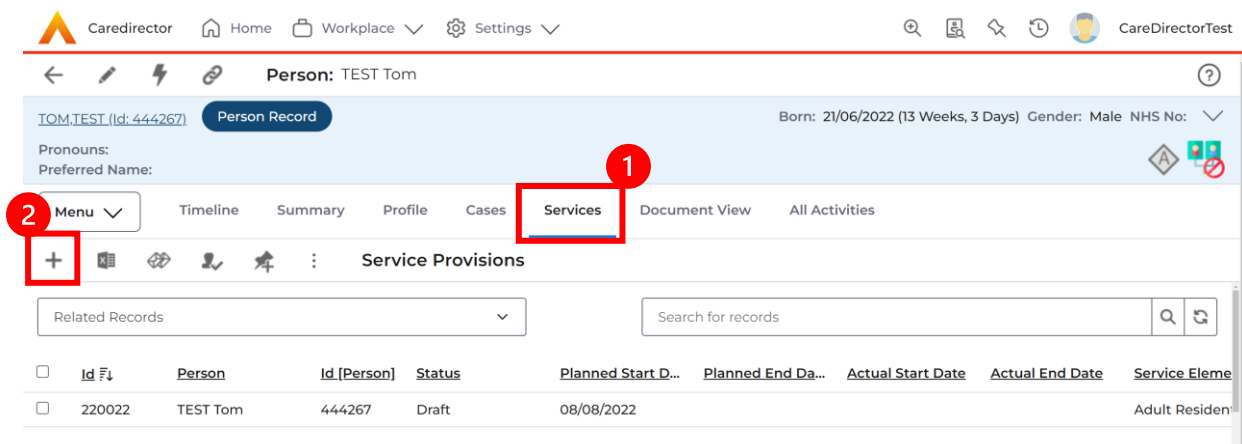 Caredirector Home Workplace Settings CareDirectorTest
Person: TEST Tom ?
TOM,TEST (Id: 444267) Person Record Born: 21/06/2022 (13 Weeks, 3 Days) Gender: Male NHS No:
Pronouns:
Preferred Name:
A
1
2
Menu Timeline Summary Profile Cases Services Document View All Activities
Service Provisions
Related Records Search for records
Id Person Id [Person] Status Planned Start D... Planned End Da... Actual Start Date Actual End Date Service Eleme
220022 TEST Tom 444267 Draft 08/08/2022 Adult Resident